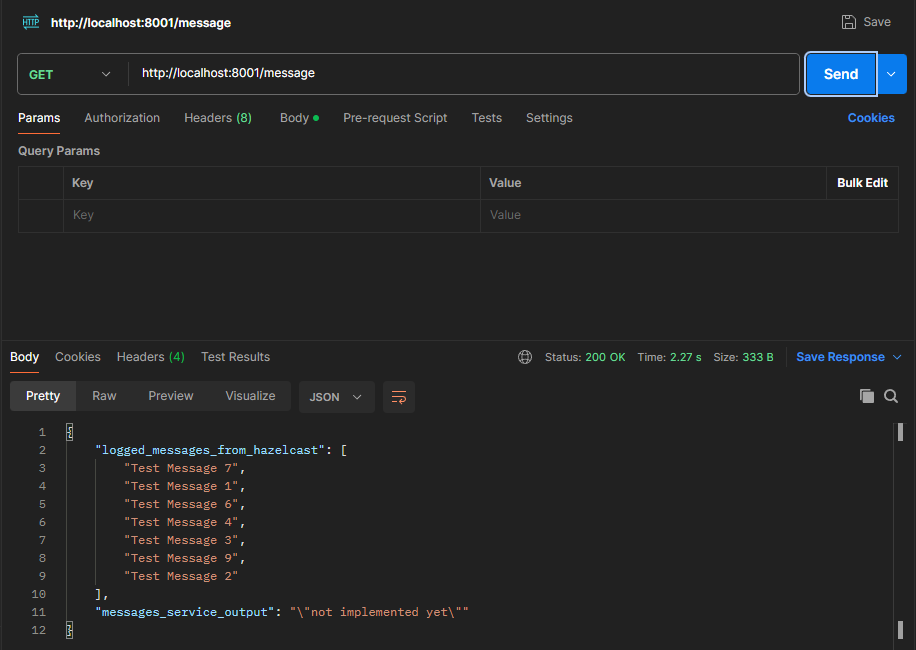 HTTP http://localhost:8001/message Save
GET http://localhost:8001/message Send
Params Authorization Headers (8) Body Pre-request Script Tests Settings Cookies
Query Params
Key Value Bulk Edit
Key Value
Body Cookies Headers (4) Test Results Status: 200 OK Time: 2.27 s Size: 333 B Save Response
Pretty Raw Preview Visualize JSON
1 {
2 "logged_messages_from_hazelcast": [
3 "Test Message 7",
4 "Test Message 1",
5 "Test Message 6",
6 "Test Message 4",
7 "Test Message 3",
8 "Test Message 9",
9 "Test Message 2"
10 ],
11 "messages_service_output": "\"not implemented yet\""
12 }